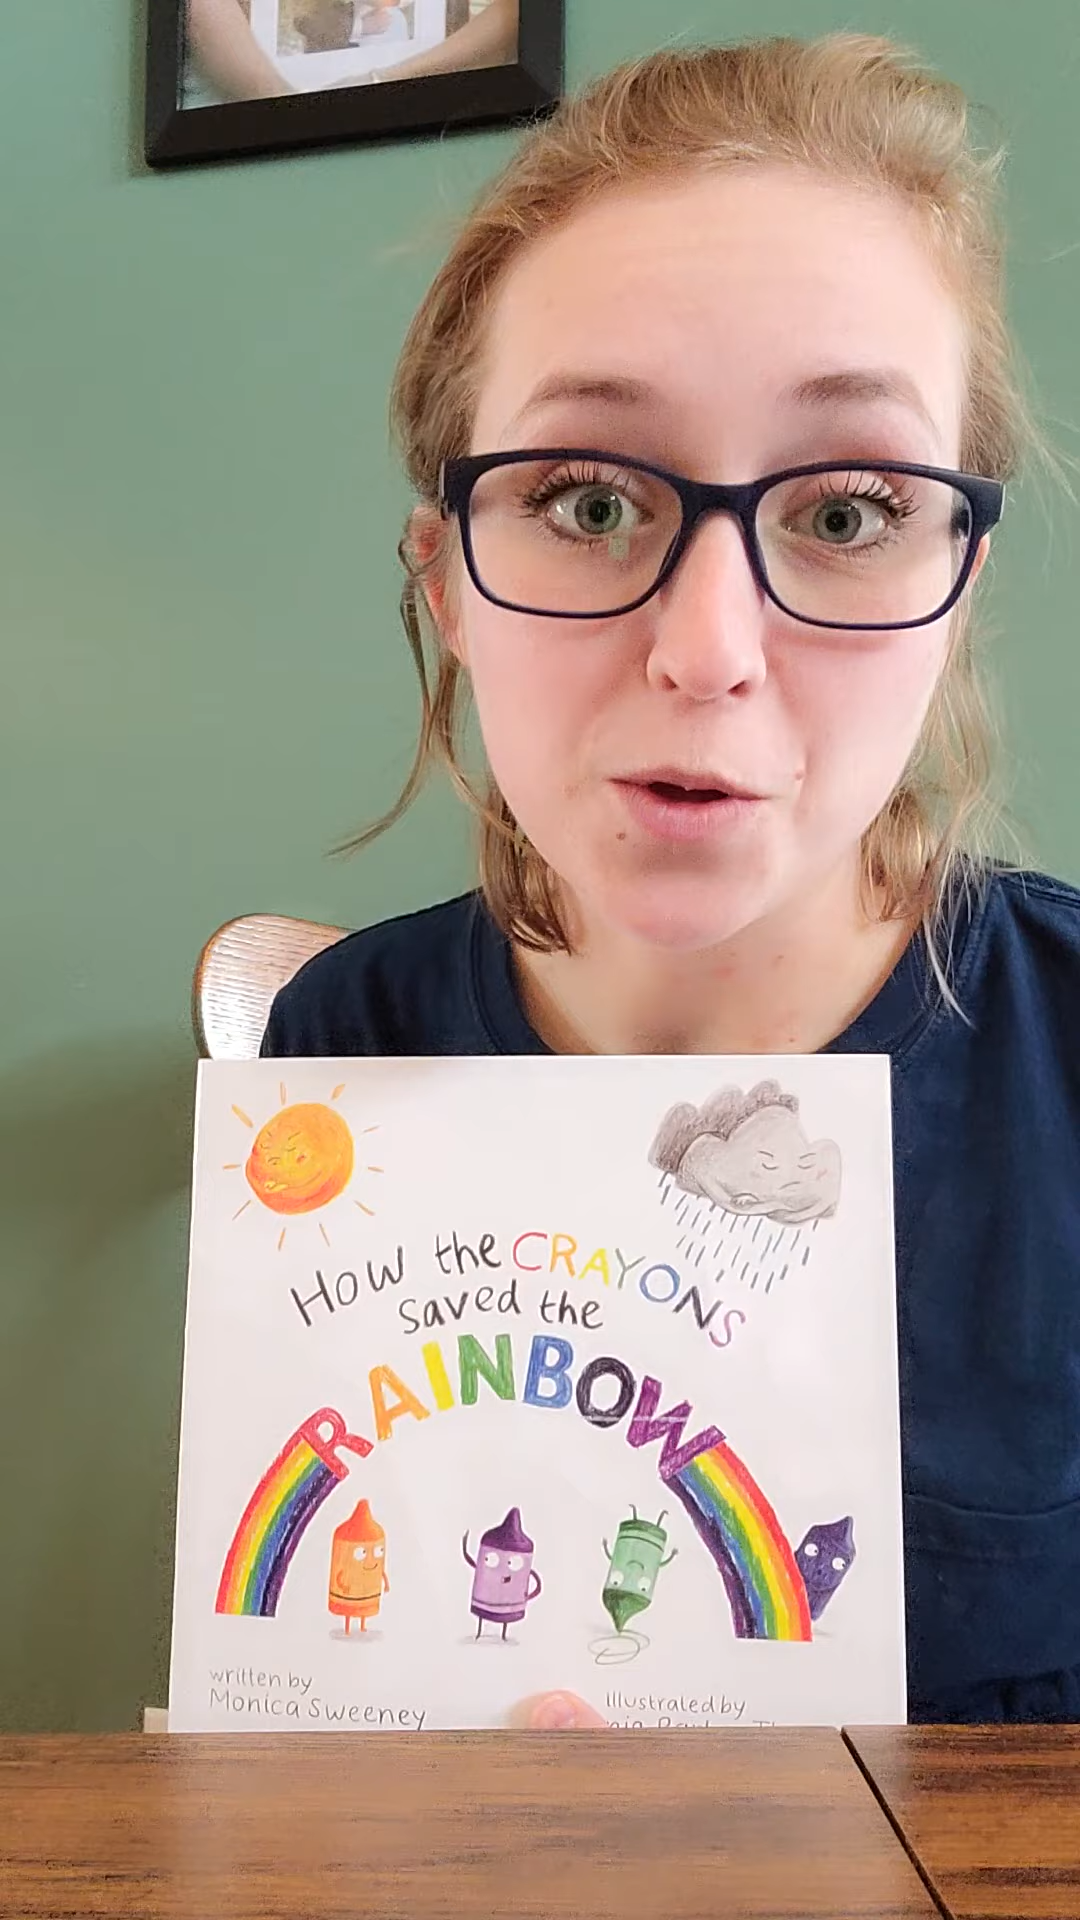 How the CRAYONS
saved the
RAINBOW
written by
Monica Sweeney
illustrated by